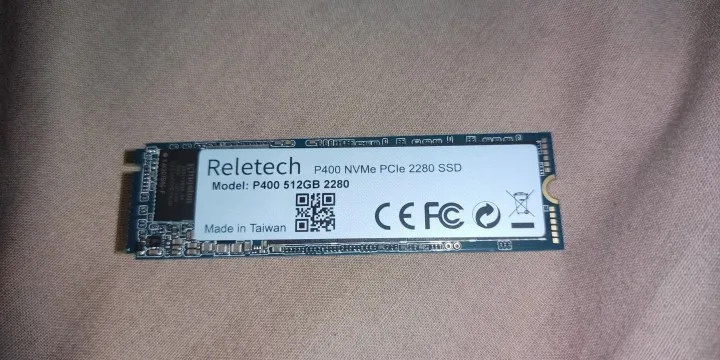 Reletech P400 NVMe PCIe 2280 SSD
Model: P400 512GB 2280
Made in Taiwan
CE FC